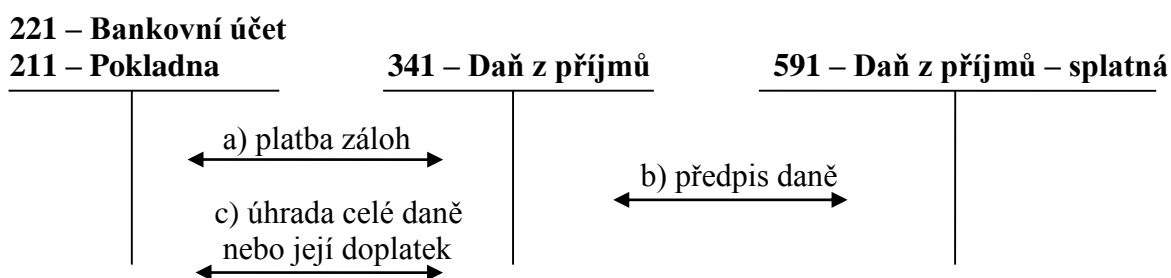 221 – Bankovní účet
211 – Pokladna
341 – Daň z příjmů
591 – Daň z příjmů – splatná
a) platba záloh
b) předpis daně
c) úhrada celé daně
nebo její doplatek